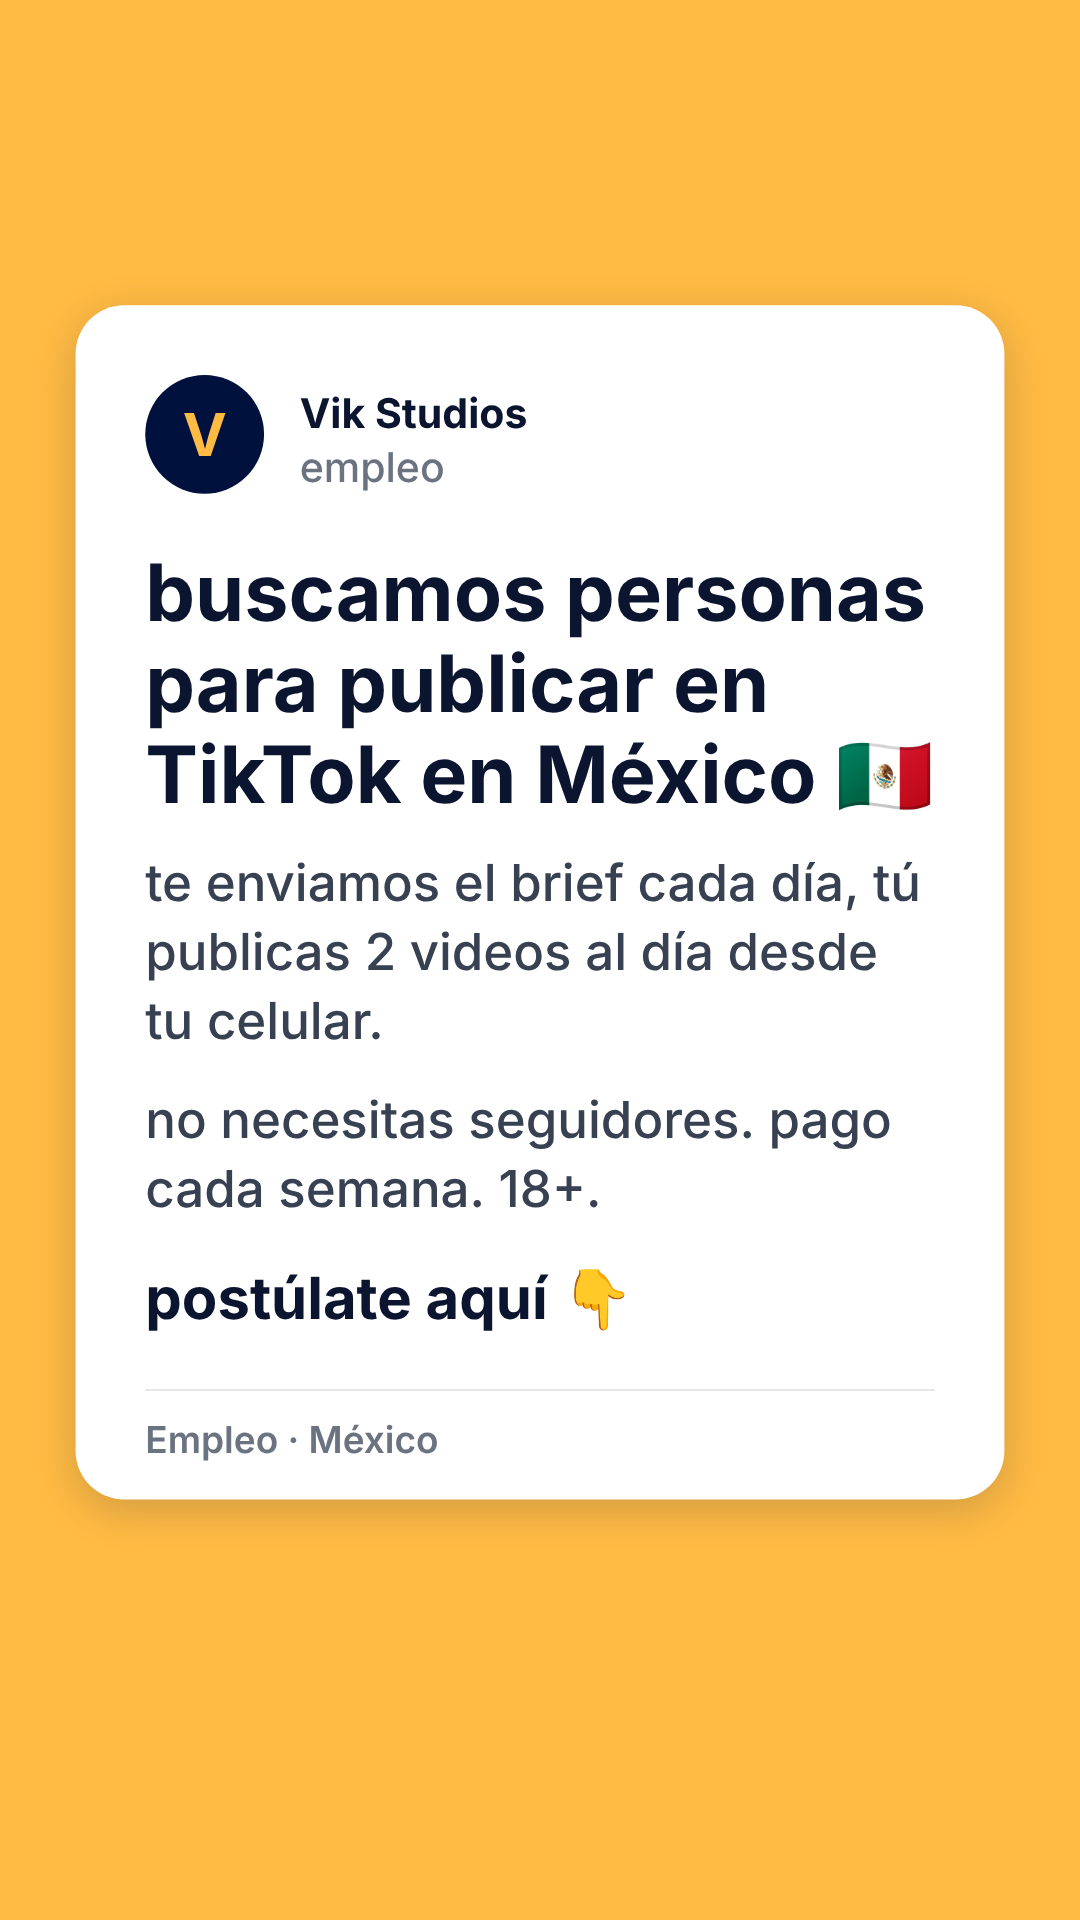 V
Vik Studios
empleo
buscamos personas
para publicar en
TikTok en México 🇲🇽
te enviamos el brief cada día, tú
publicas 2 videos al día desde
tu celular.
no necesitas seguidores. pago
cada semana. 18+.
postúlate aquí 👇
Empleo · México